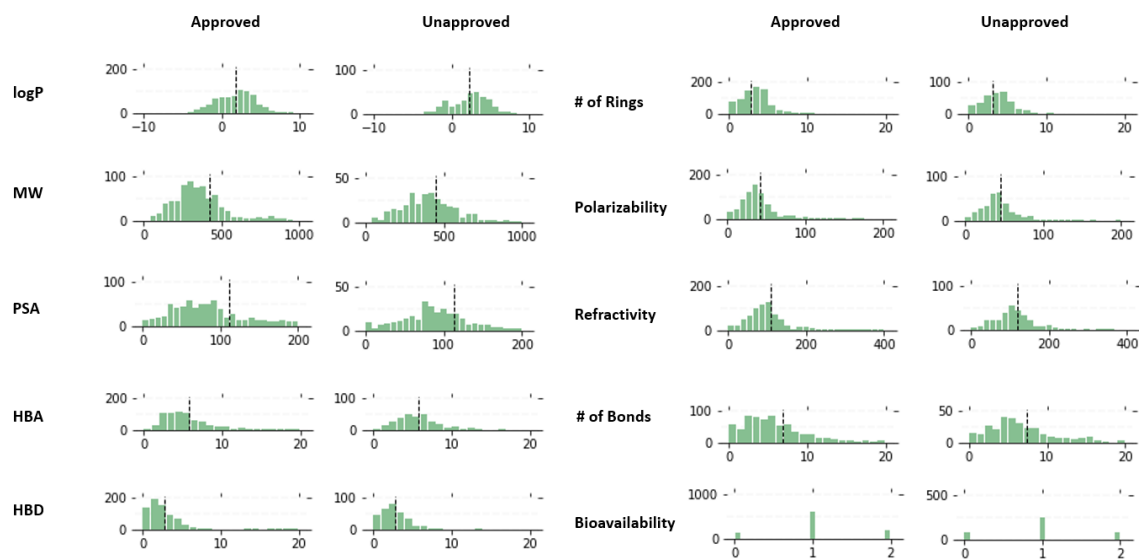 Approved Unapproved Approved Unapproved
logP
200
0
−10 0 10
100
0
−10 0 10
# of Rings
200
0
0 10 20
100
0
0 10 20
MW
100
0
0 500 1000
50
0
0 500 1000
Polarizability
200
0
0 100 200
100
0
0 100 200
PSA
100
0
0 100 200
50
0
0 100 200
Refractivity
200
0
0 200 400
100
0
0 200 400
HBA
200
0
0 10 20
100
0
0 10 20
# of Bonds
100
0
0 10 20
50
0
0 10 20
HBD
200
0
0 10 20
100
0
0 10 20
Bioavailability
1000
0
0 1 2
500
0
0 1 2